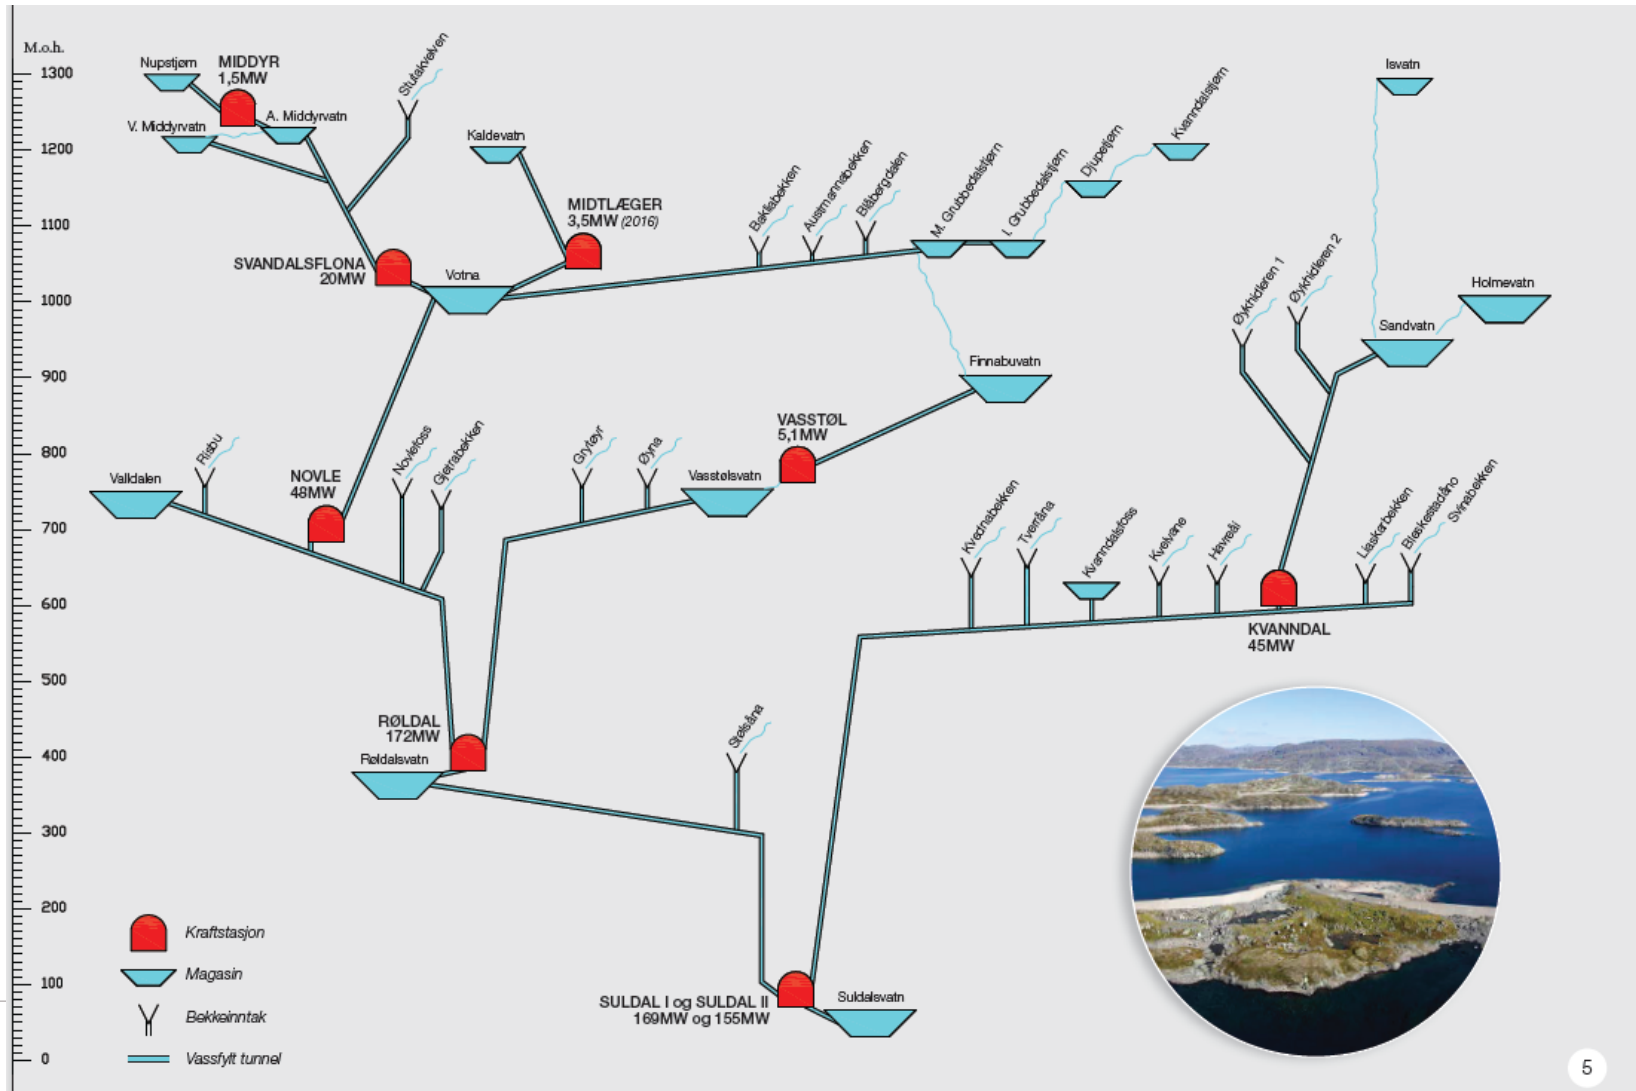 M.o.h.
1300
1200
1100
1000
900
800
700
600
500
400
300
200
100
0
Nupstjørn
MIDDYR
1,5MW
V. Middyrvatn
A. Middyrvatn
Stutakvelven
Kaldevatn
MIDTLÆGER
3,5MW (2016)
SVANDALSFLONA
20MW
Votna
Bakliabekken
Austmannabekken
Blåbergdalen
M. Grubbedalstjørn
I. Grubbedalstjørn
Djupetjørn
Kvanndalstjørn
Isvatn
Øykhidleren 1
Øykhidleren 2
Sandvatn
Holmevatn
Finnabuvatn
VASSTØL
5,1MW
Valldalen
Risbu
NOVLE
48MW
Novlefoss
Gjetrabekken
Grytøyr
Øyna
Vasstølsvatn
Kvednabekken
Tverråna
Kvanndalsfoss
Kvelvane
Havreål
Liaskarbekken
Bleskestadåno
Svinabekken
KVANNDAL
45MW
RØLDAL
172MW
Røldalsvatn
Stølsåna
SULDAL I og SULDAL II
169MW og 155MW
Suldalsvatn
Kraftstasjon
Magasin
Bekkeinntak
Vassfylt tunnel
5